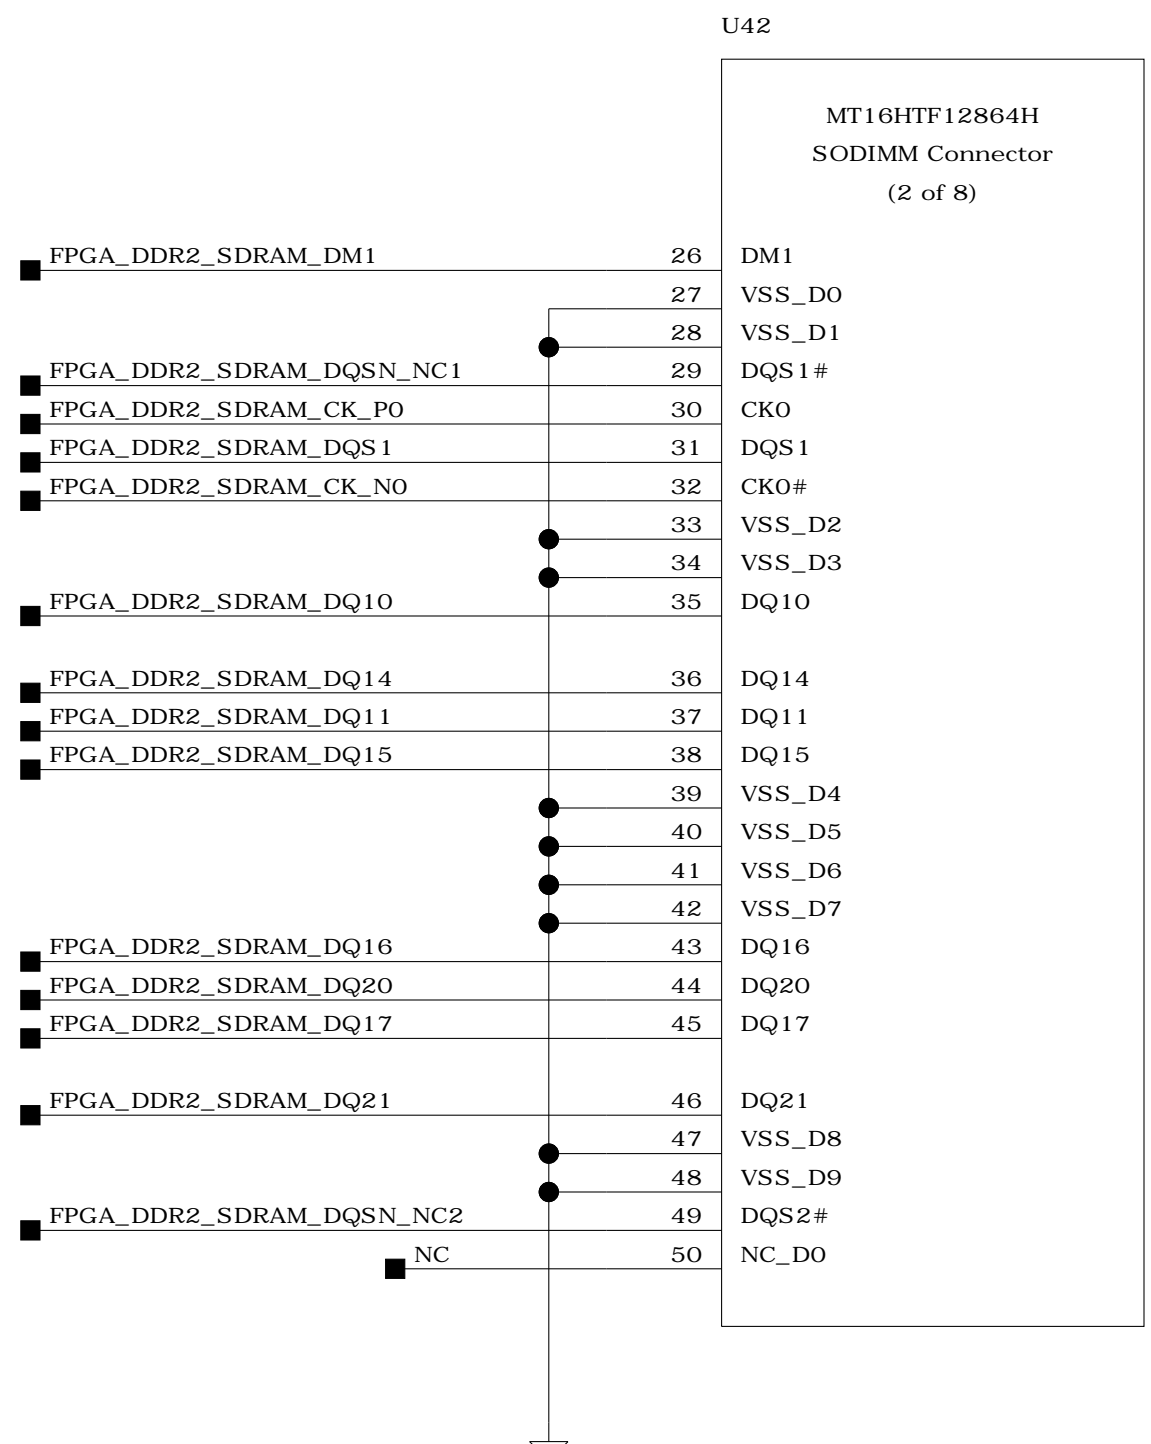 U42
MT16HTF12864H
SODIMM Connector
(2 of 8)
FPGA_DDR2_SDRAM_DM1 26 DM1
27 VSS_D0
28 VSS_D1
FPGA_DDR2_SDRAM_DQSN_NC1 29 DQS1#
FPGA_DDR2_SDRAM_CK_P0 30 CK0
FPGA_DDR2_SDRAM_DQS1 31 DQS1
FPGA_DDR2_SDRAM_CK_N0 32 CK0#
33 VSS_D2
34 VSS_D3
FPGA_DDR2_SDRAM_DQ10 35 DQ10
FPGA_DDR2_SDRAM_DQ14 36 DQ14
FPGA_DDR2_SDRAM_DQ11 37 DQ11
FPGA_DDR2_SDRAM_DQ15 38 DQ15
39 VSS_D4
40 VSS_D5
41 VSS_D6
42 VSS_D7
FPGA_DDR2_SDRAM_DQ16 43 DQ16
FPGA_DDR2_SDRAM_DQ20 44 DQ20
FPGA_DDR2_SDRAM_DQ17 45 DQ17
FPGA_DDR2_SDRAM_DQ21 46 DQ21
47 VSS_D8
48 VSS_D9
FPGA_DDR2_SDRAM_DQSN_NC2 49 DQS2#
NC 50 NC_D0